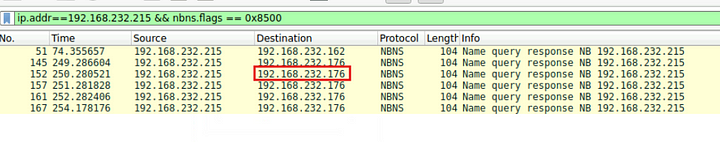 ip.addr==192.168.232.215 && nbns.flags == 0x8500
No. Time Source Destination Protocol Length Info
51 74.355657 192.168.232.215 192.168.232.162 NBNS 104 Name query response NB 192.168.232.215
145 249.286604 192.168.232.215 192.168.232.176 NBNS 104 Name query response NB 192.168.232.215
152 250.280521 192.168.232.215 192.168.232.176 NBNS 104 Name query response NB 192.168.232.215
157 251.281828 192.168.232.215 192.168.232.176 NBNS 104 Name query response NB 192.168.232.215
161 252.282406 192.168.232.215 192.168.232.176 NBNS 104 Name query response NB 192.168.232.215
167 254.178176 192.168.232.215 192.168.232.176 NBNS 104 Name query response NB 192.168.232.215